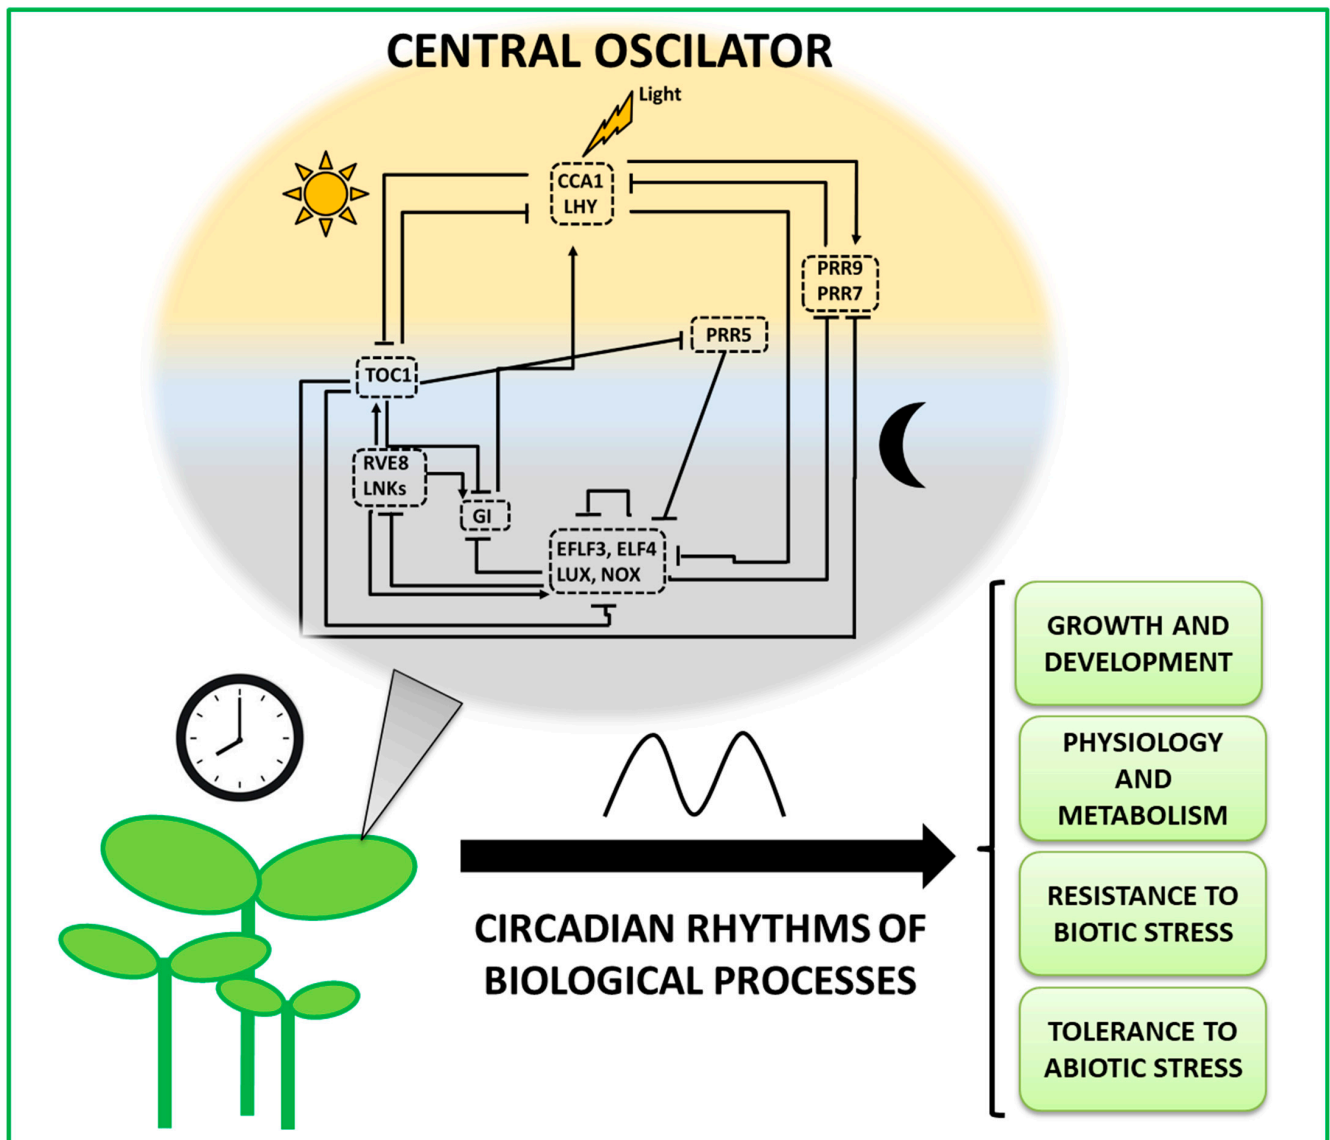 CENTRAL OSCILATOR
Light
CCA1
LHY
PRR9
PRR7
PRR5
TOC1
RVE8
LNKs
GI
EFLF3, ELF4
LUX, NOX
CIRCADIAN RHYTHMS OF
BIOLOGICAL PROCESSES
GROWTH AND
DEVELOPMENT
PHYSIOLOGY
AND
METABOLISM
RESISTANCE TO
BIOTIC STRESS
TOLERANCE TO
ABIOTIC STRESS